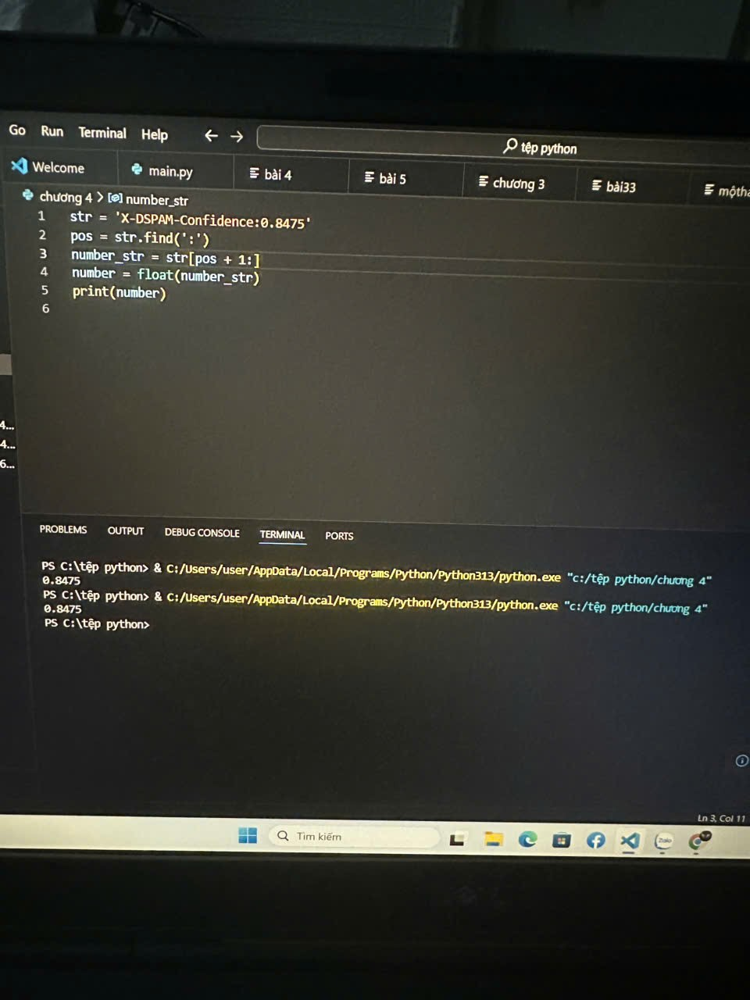 Go Run Terminal Help
tệp python
Welcome main.py bài 4 bài 5 chương 3 bài33 mộtha
chương 4 > number_str
1 str = 'X-DSPAM-Confidence:0.8475'
2 pos = str.find(':')
3 number_str = str[pos + 1:]
4 number = float(number_str)
5 print(number)
6
4...
4...
6...
PROBLEMS OUTPUT DEBUG CONSOLE TERMINAL PORTS
PS C:\tệp python> & C:/Users/user/AppData/Local/Programs/Python/Python313/python.exe "c:/tệp python/chương 4"
0.8475
PS C:\tệp python> & C:/Users/user/AppData/Local/Programs/Python/Python313/python.exe "c:/tệp python/chương 4"
0.8475
PS C:\tệp python>
Ln 3, Col 11
Tìm kiếm
Zalo